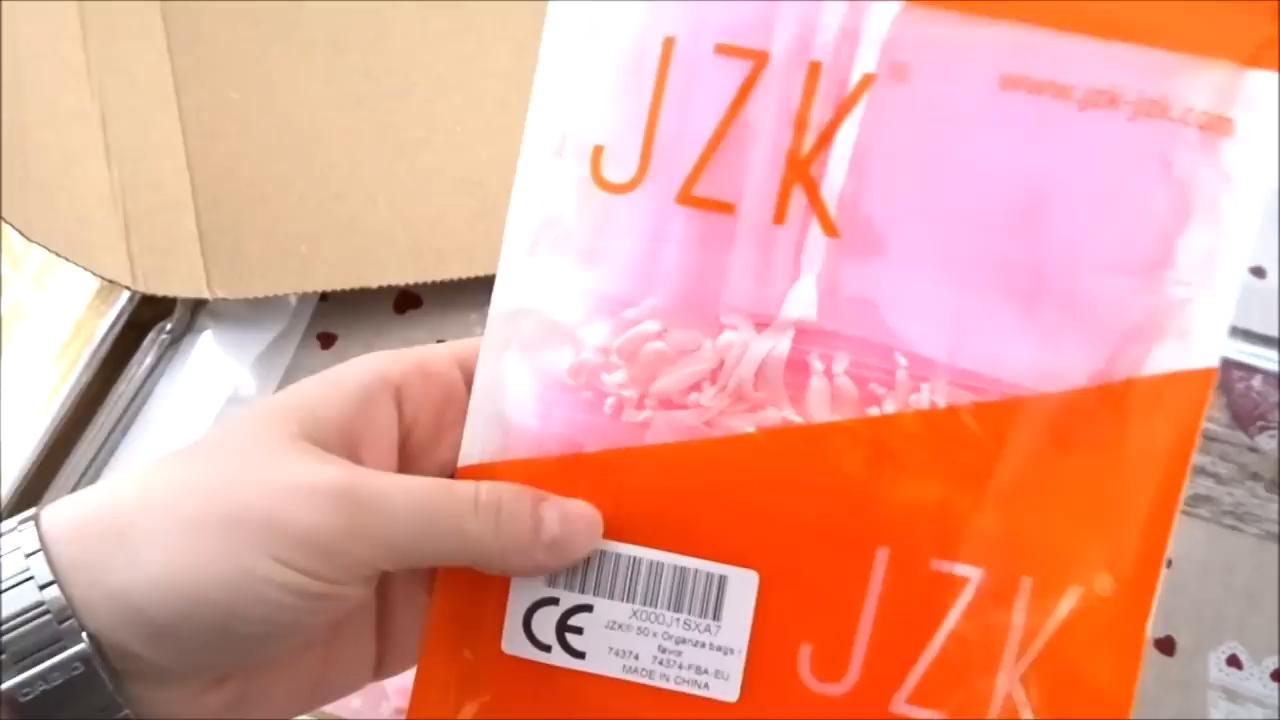 JZK
www.jzk-jzk.com
X000J1SXA7
JZK® 50 x Organza bags
favor
74374 74374-FBA-EU
MADE IN CHINA
CE
JZK
CASIO